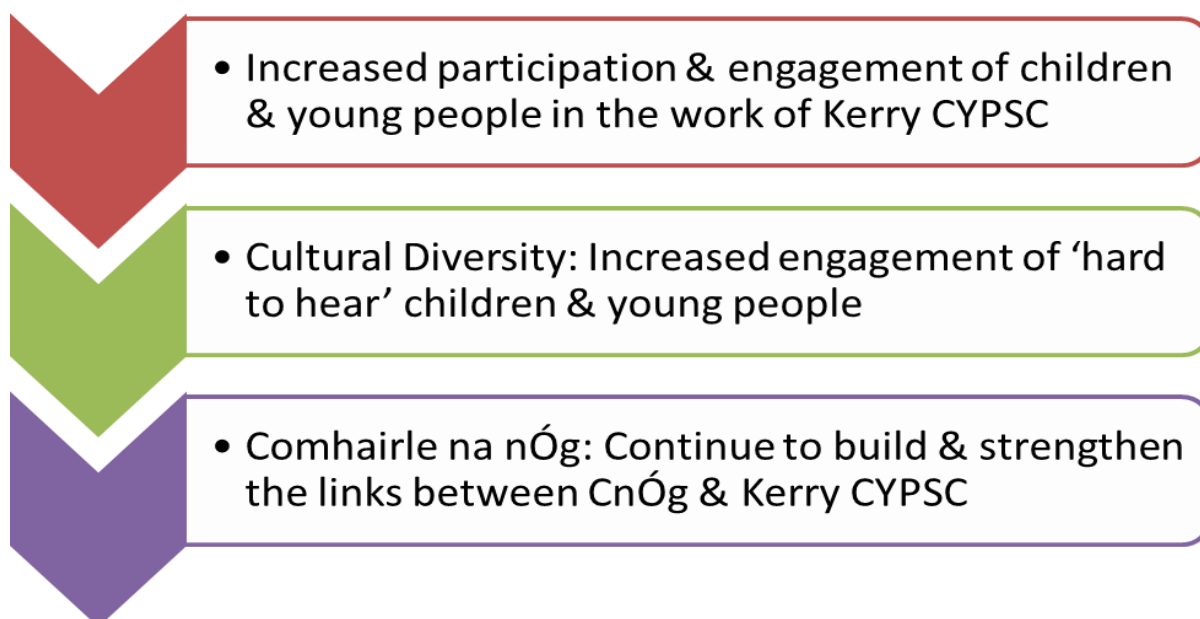 • Increased participation & engagement of children
& young people in the work of Kerry CYPSC
• Cultural Diversity: Increased engagement of ‘hard
to hear’ children & young people
• Comhairle na nÓg: Continue to build & strengthen
the links between CnÓg & Kerry CYPSC